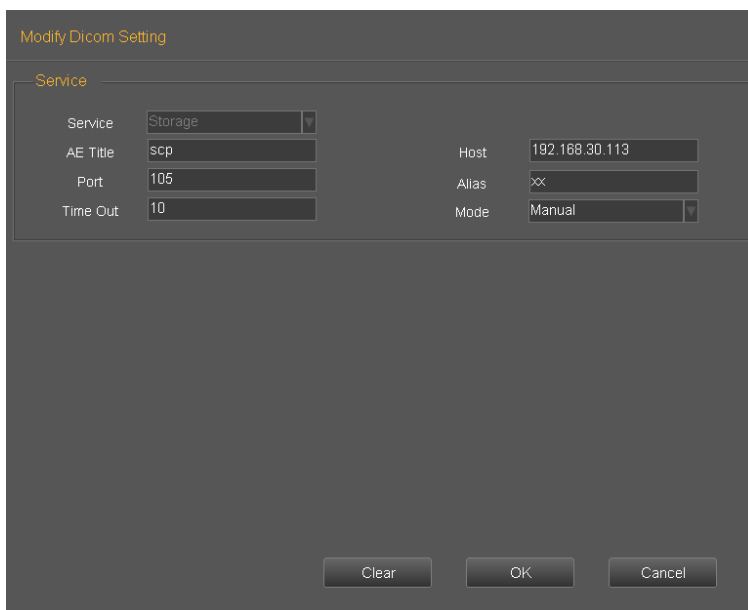 Modify Dicom Setting
Service
Service Storage
AE Title scp Host 192.168.30.113
Port 105 Alias xx
Time Out 10 Mode Manual
Clear OK Cancel